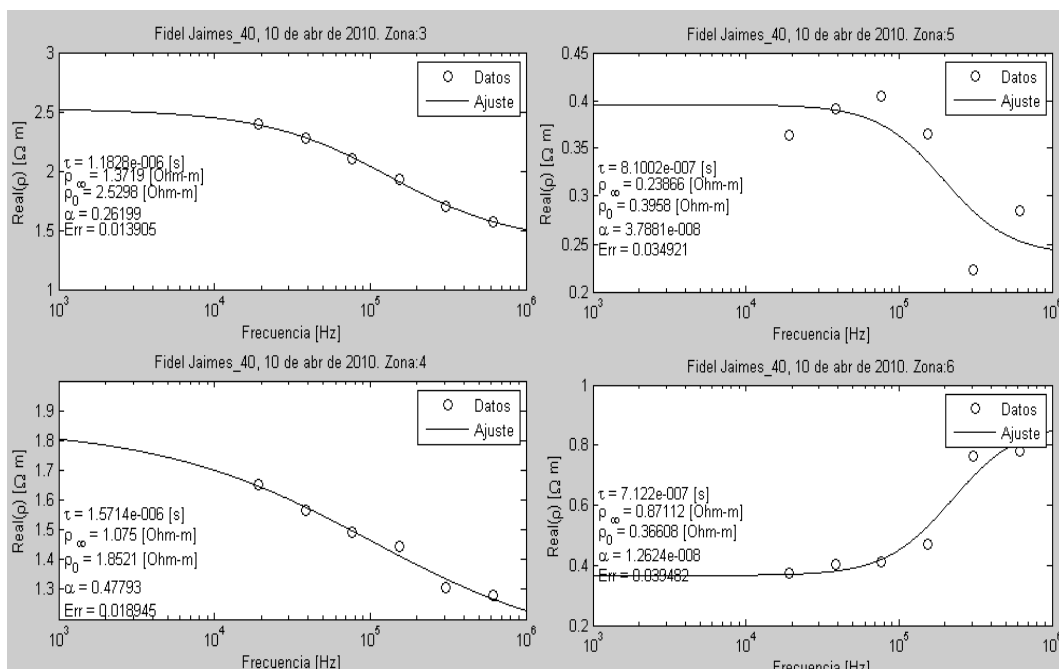 Fidel Jaimes_40, 10 de abr de 2010. Zona:3
3
2.5
2
1.5
1
Real(ρ) [Ω m]
Datos
Ajuste
τ = 1.1828e-006 [s]
ρ∞ = 1.3719 [Ohm-m]
ρ0 = 2.5298 [Ohm-m]
α = 0.26199
Err = 0.013905
10^3 10^4 10^5 10^6
Frecuencia [Hz]
Fidel Jaimes_40, 10 de abr de 2010. Zona:5
0.45
0.4
0.35
0.3
0.25
0.2
Real(ρ) [Ω m]
Datos
Ajuste
τ = 8.1002e-007 [s]
ρ∞ = 0.23866 [Ohm-m]
ρ0 = 0.3958 [Ohm-m]
α = 3.7881e-008
Err = 0.034921
10^3 10^4 10^5 10^6
Frecuencia [Hz]
Fidel Jaimes_40, 10 de abr de 2010. Zona:4
1.9
1.8
1.7
1.6
1.5
1.4
1.3
Real(ρ) [Ω m]
Datos
Ajuste
τ = 1.5714e-006 [s]
ρ∞ = 1.075 [Ohm-m]
ρ0 = 1.8521 [Ohm-m]
α = 0.47793
Err = 0.018945
10^3 10^4 10^5 10^6
Frecuencia [Hz]
Fidel Jaimes_40, 10 de abr de 2010. Zona:6
1
0.8
0.6
0.4
0.2
Real(ρ) [Ω m]
Datos
Ajuste
τ = 7.122e-007 [s]
ρ∞ = 0.87112 [Ohm-m]
ρ0 = 0.36608 [Ohm-m]
α = 1.2624e-008
Err = 0.039482
10^3 10^4 10^5 10^6
Frecuencia [Hz]